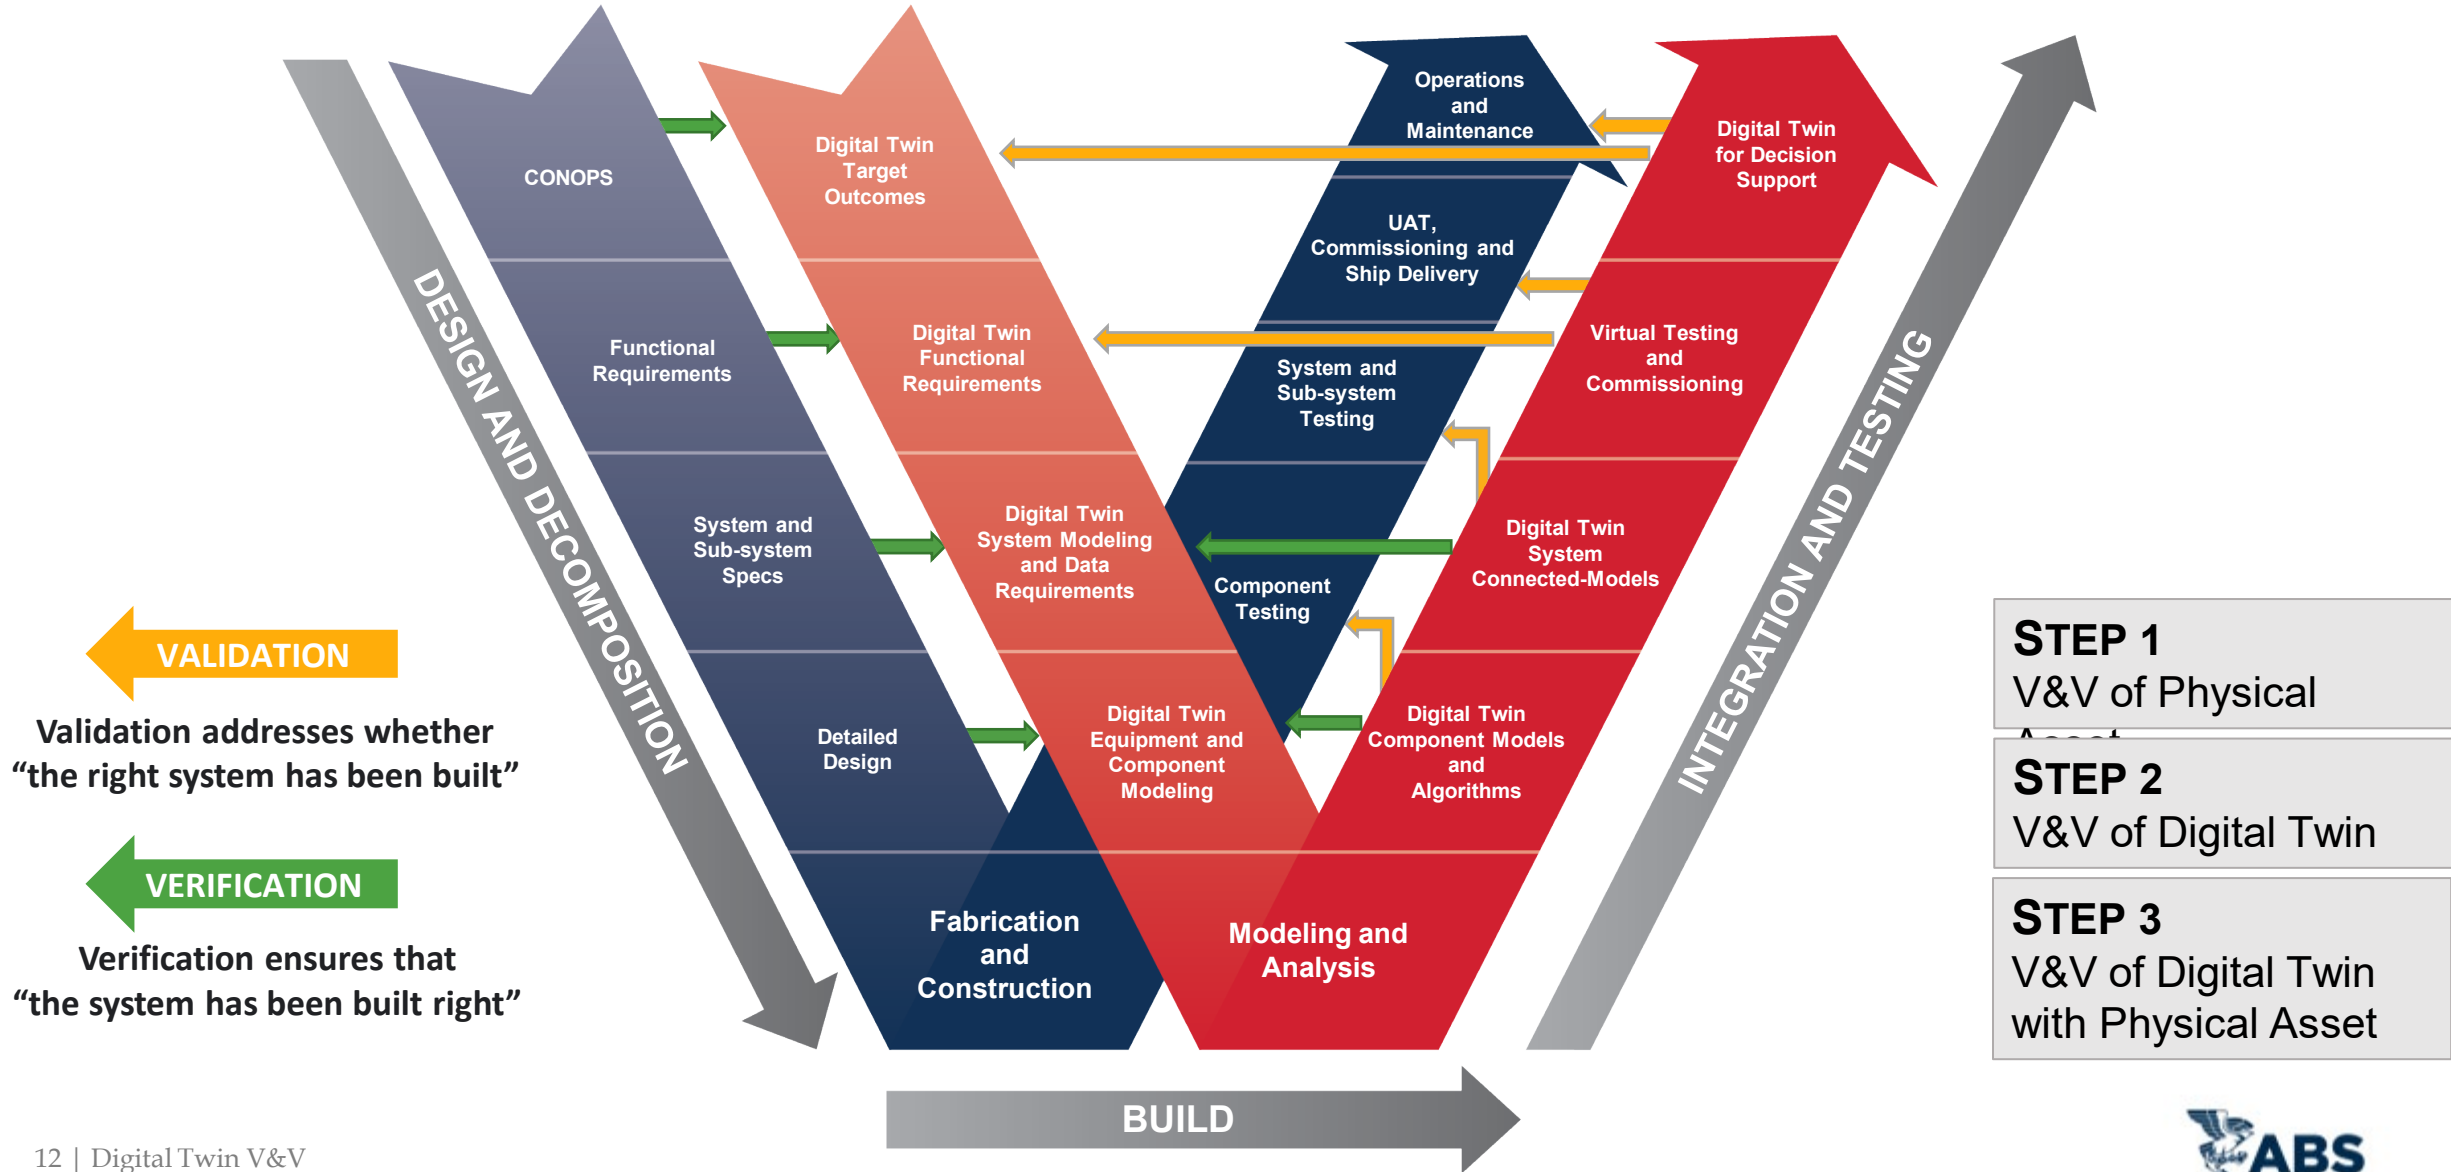 CONOPS
Functional
Requirements
System and
Sub-system
Specs
Detailed
Design
Digital Twin
Target
Outcomes
Digital Twin
Functional
Requirements
Digital Twin
System Modeling
and Data
Requirements
Digital Twin
Equipment and
Component
Modeling
Operations
and
Maintenance
UAT,
Commissioning and
Ship Delivery
System and
Sub-system
Testing
Component
Testing
Digital Twin
for Decision
Support
Virtual Testing
and
Commissioning
Digital Twin
System
Connected-Models
Digital Twin
Component Models
and
Algorithms
Fabrication
and
Construction
Modeling and
Analysis
DESIGN AND DECOMPOSITION
BUILD
INTEGRATION AND TESTING
VALIDATION
Validation addresses whether
“the right system has been built”
VERIFICATION
Verification ensures that
“the system has been built right”
STEP 1
V&V of Physical
Asset
STEP 2
V&V of Digital Twin
STEP 3
V&V of Digital Twin
with Physical Asset
12 | Digital Twin V&V
ABS